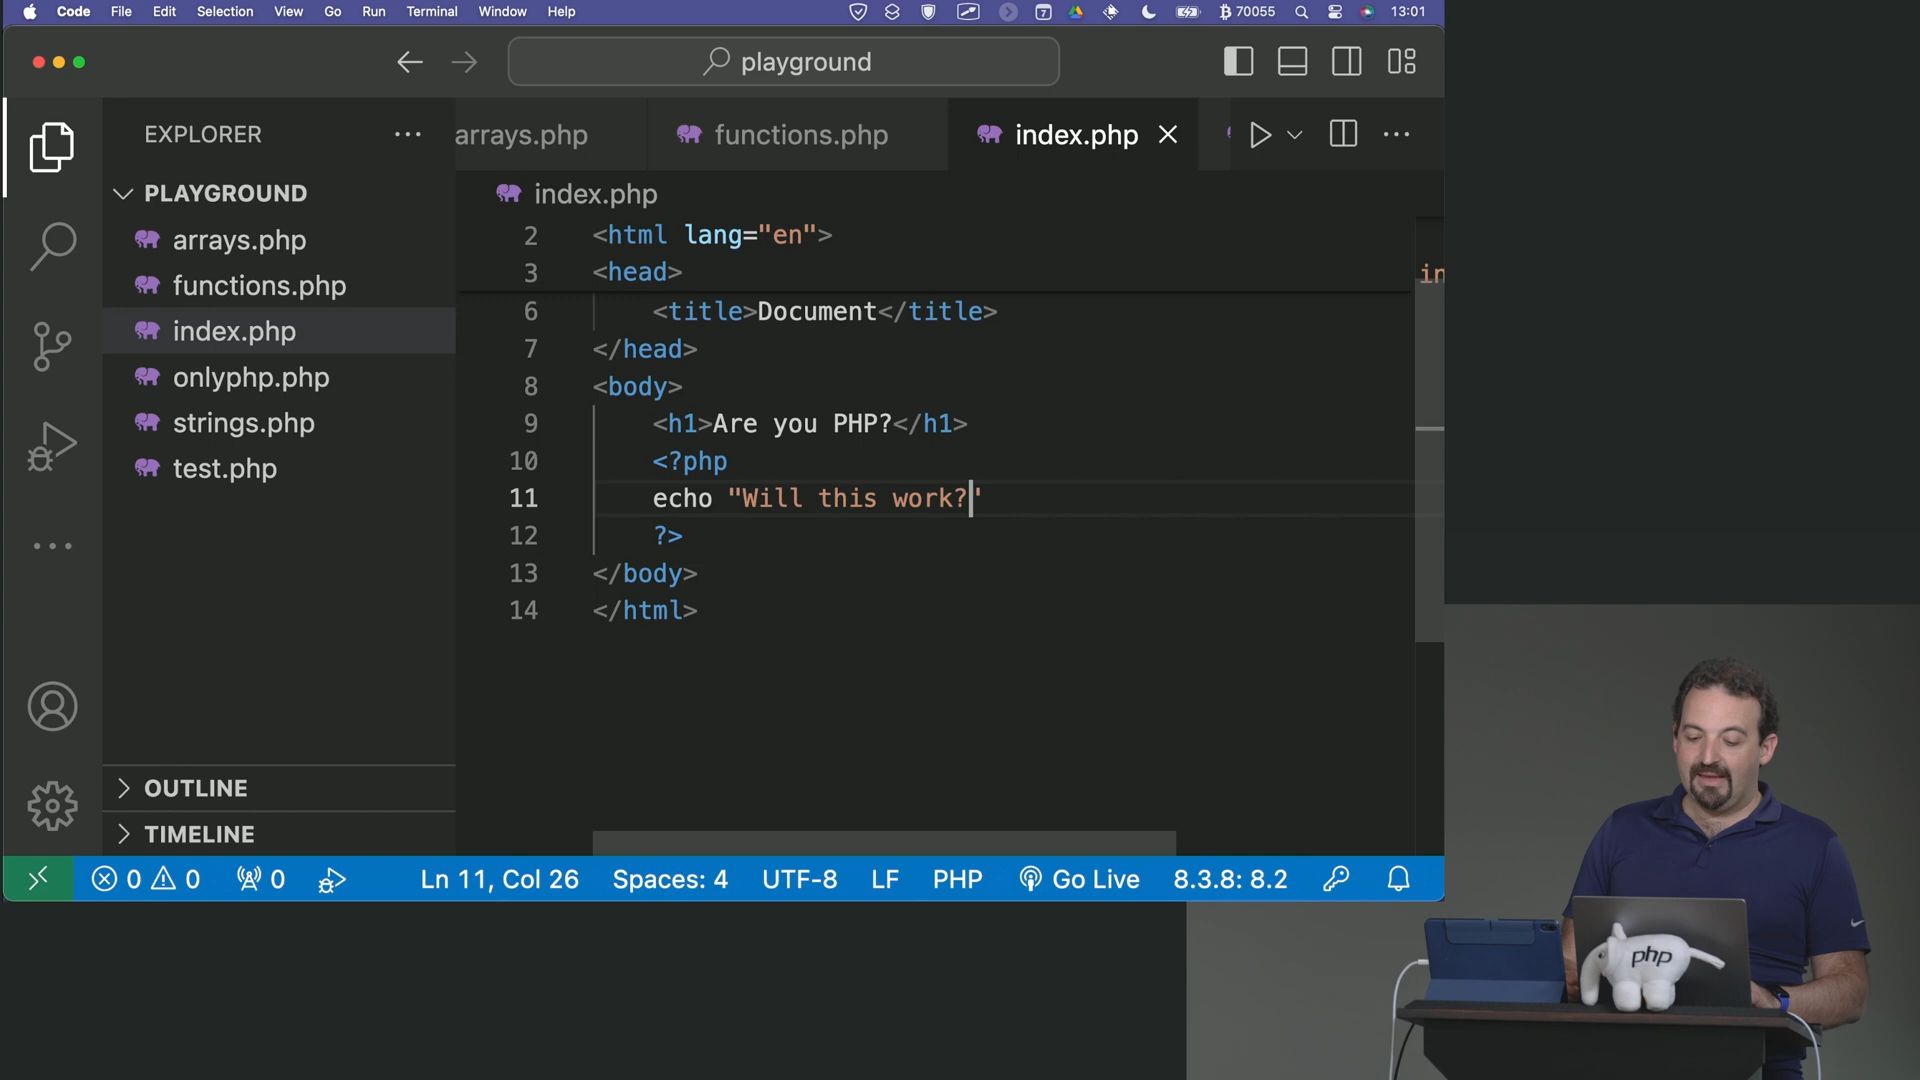 Code File Edit Selection View Go Run Terminal Window Help 7 70055 13:01
playground
EXPLORER
arrays.php functions.php index.php
PLAYGROUND
arrays.php
functions.php
index.php
onlyphp.php
strings.php
test.php
index.php
2 <html lang="en">
3 <head>
in
6 <title>Document</title>
7 </head>
8 <body>
9 <h1>Are you PHP?</h1>
10 <?php
11 echo "Will this work?"
12 ?>
13 </body>
14 </html>
OUTLINE
TIMELINE
0 0 0 Ln 11, Col 26 Spaces: 4 UTF-8 LF PHP Go Live 8.3.8: 8.2
php